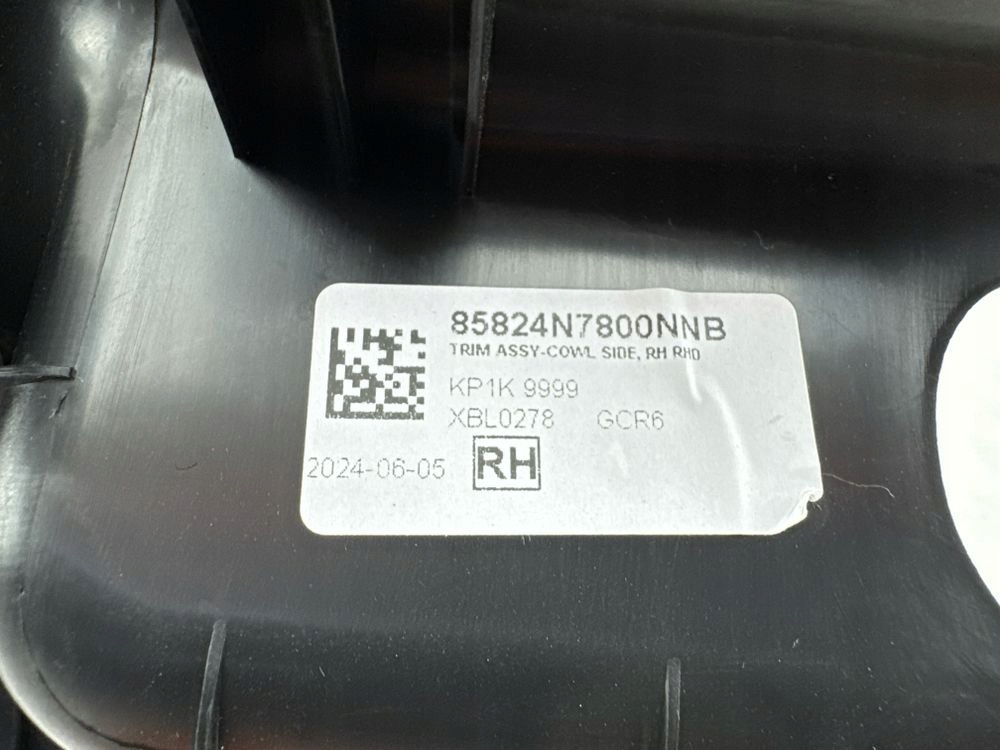 85824N7800NNB
TRIM ASSY-COWL SIDE, RH RHD
KP1K 9999
XBL0278 GCR6
2024-06-05 RH